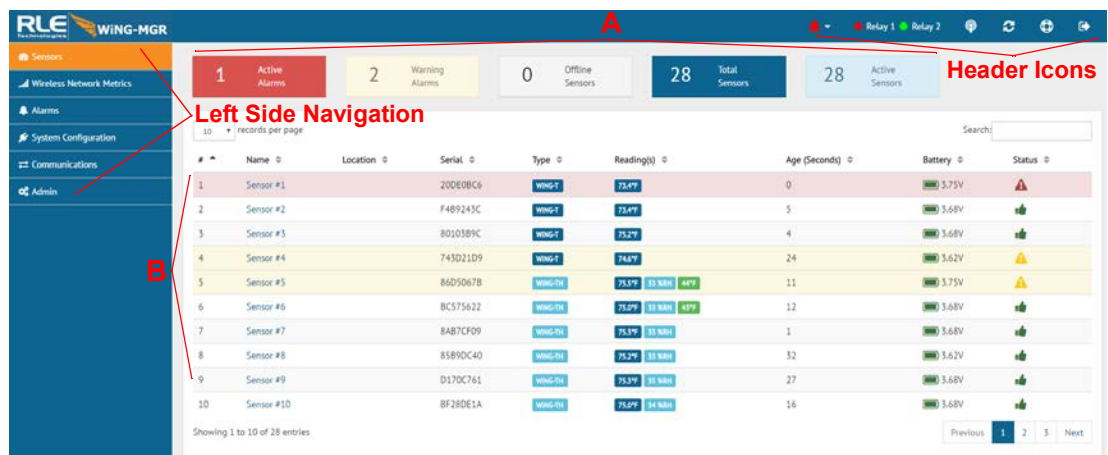 RLE WiNG-MGR
Technologies
A
Relay 1 Relay 2
Header Icons
Sensors
Wireless Network Metrics
Alarms
System Configuration
Communications
Admin
Left Side Navigation
1 Active Alarms
2 Warning Alarms
0 Offline Sensors
28 Total Sensors
28 Active Sensors
10 records per page
Search:
# Name Location Serial Type Reading(s) Age (Seconds) Battery Status
B
1 Sensor #1 20DE0BC6 WiNG-T 73.4°F 0 3.75V
2 Sensor #2 F4B9243C WiNG-T 73.4°F 5 3.68V
3 Sensor #3 80103B9C WiNG-T 75.2°F 4 3.68V
4 Sensor #4 743D21D9 WiNG-T 74.6°F 24 3.62V
5 Sensor #5 86D5067B WiNG-TH 75.5°F 33 %RH 44°F 11 3.75V
6 Sensor #6 BC575622 WiNG-TH 75.0°F 33 %RH 43°F 12 3.68V
7 Sensor #7 8AB7CF09 WiNG-TH 75.3°F 33 %RH 1 3.68V
8 Sensor #8 85B9DC40 WiNG-TH 75.2°F 33 %RH 32 3.62V
9 Sensor #9 D170C761 WiNG-TH 75.3°F 35 %RH 27 3.68V
10 Sensor #10 BF28DE1A WiNG-TH 75.0°F 34 %RH 16 3.68V
Showing 1 to 10 of 28 entries
Previous 1 2 3 Next